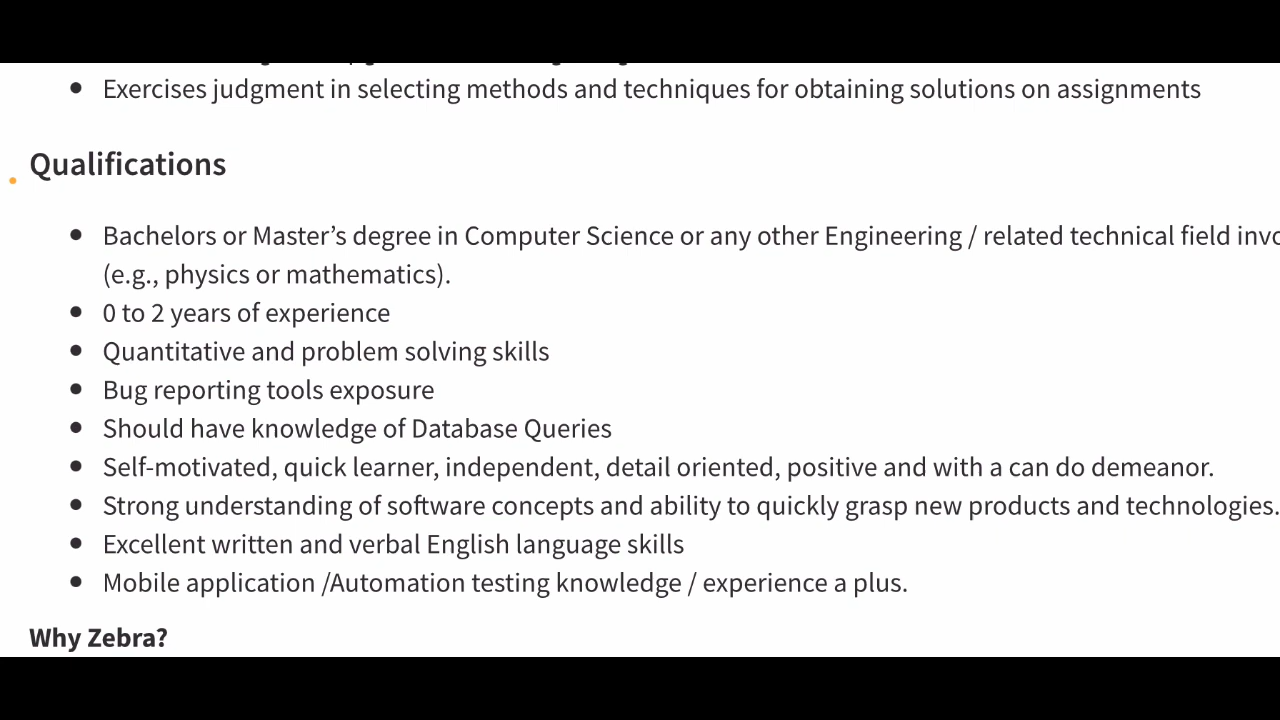 Exercises judgment in selecting methods and techniques for obtaining solutions on assignments
Qualifications
Bachelors or Master’s degree in Computer Science or any other Engineering / related technical field
(e.g., physics or mathematics).
0 to 2 years of experience
Quantitative and problem solving skills
Bug reporting tools exposure
Should have knowledge of Database Queries
Self-motivated, quick learner, independent, detail oriented, positive and with a can do demeanor.
Strong understanding of software concepts and ability to quickly grasp new products and technologies.
Excellent written and verbal English language skills
Mobile application /Automation testing knowledge / experience a plus.
Why Zebra?